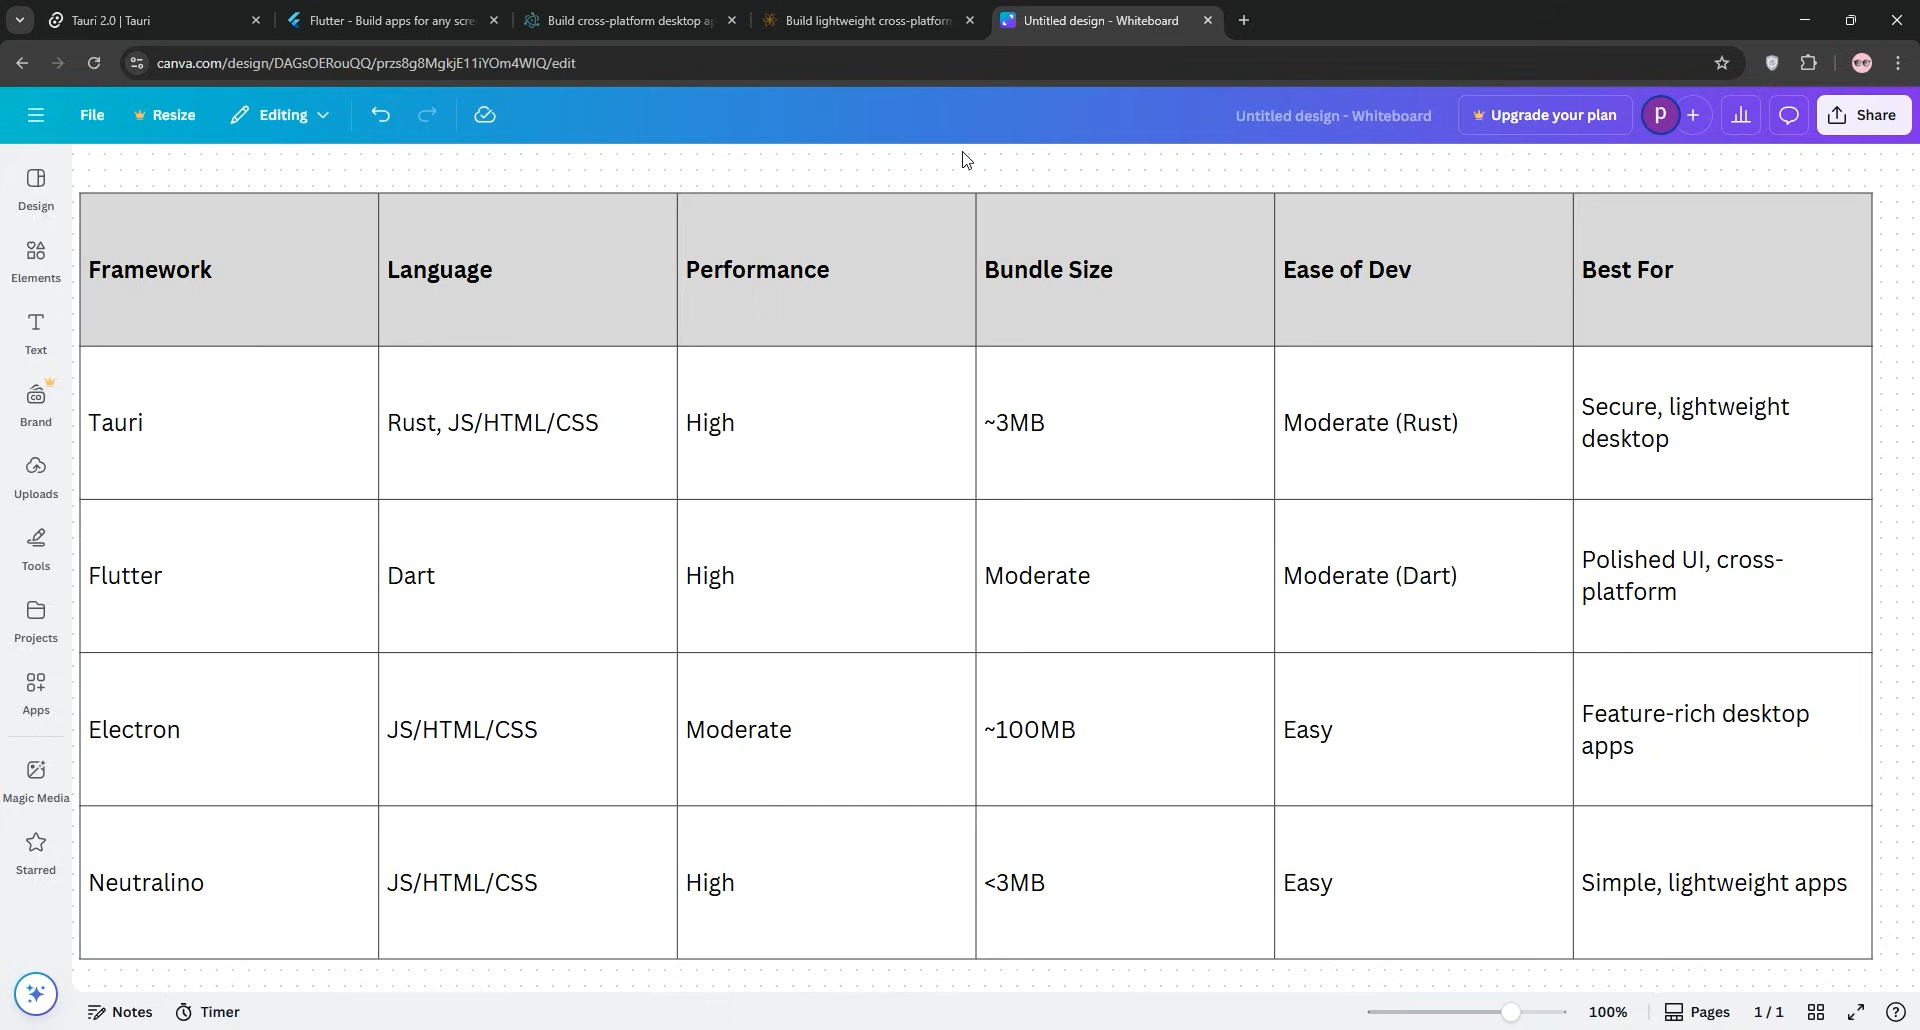 Tauri 2.0 | Tauri
Flutter - Build apps for any scre
Build cross-platform desktop a
Build lightweight cross-platform
Untitled design - Whiteboard
canva.com/design/DAGsOERouQQ/przs8g8MgkjE11iYOm4WIQ/edit
File
Resize
Editing
Untitled design - Whiteboard
Upgrade your plan
p
Share
Design
Elements
Text
Brand
Uploads
Tools
Projects
Apps
Magic Media
Starred
Framework Language Performance Bundle Size Ease of Dev Best For
Tauri Rust, JS/HTML/CSS High ~3MB Moderate (Rust) Secure, lightweight
desktop
Flutter Dart High Moderate Moderate (Dart) Polished UI, cross-
platform
Electron JS/HTML/CSS Moderate ~100MB Easy Feature-rich desktop
apps
Neutralino JS/HTML/CSS High <3MB Easy Simple, lightweight apps
Notes
Timer
100%
Pages
1 / 1